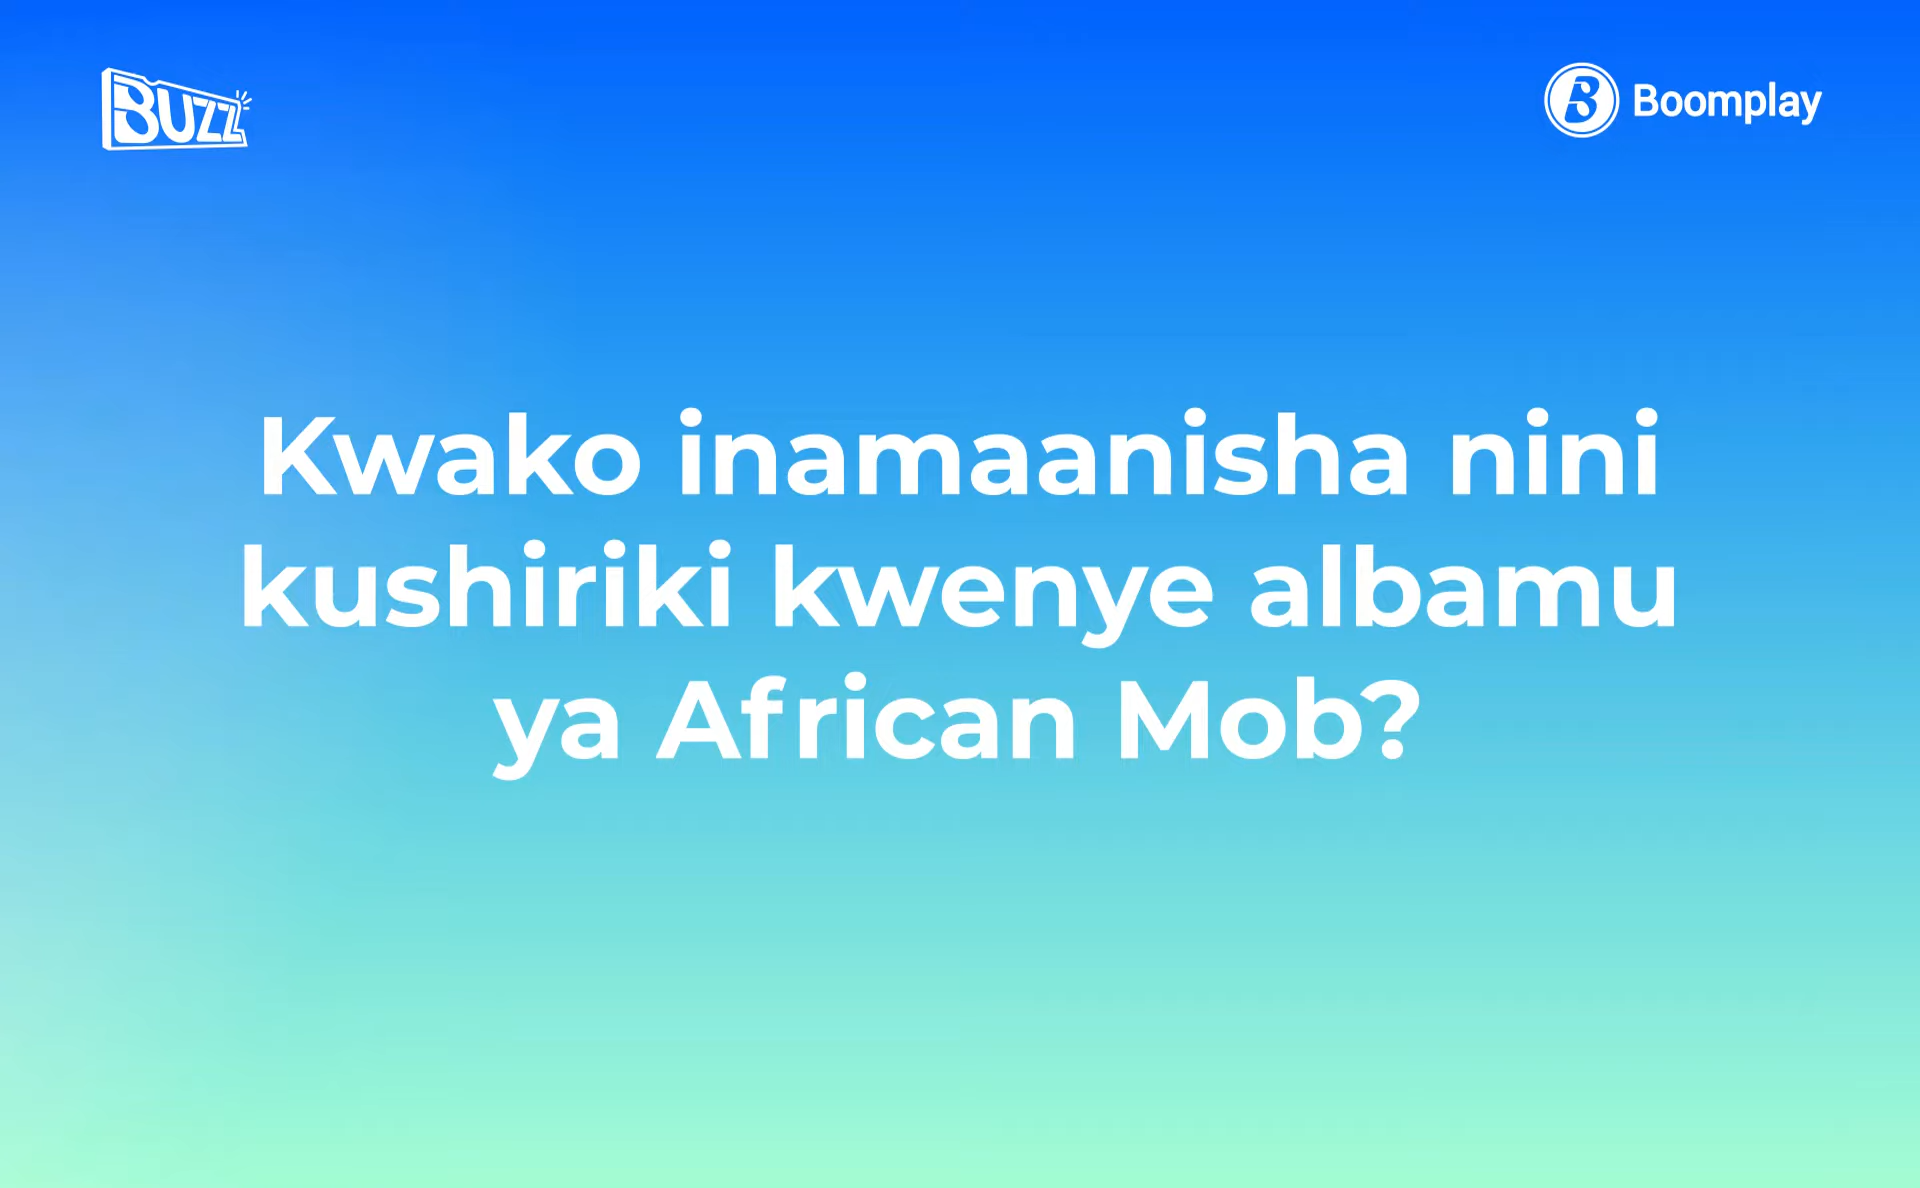 BUZZ
Boomplay
Kwako inamaanisha nini
kushiriki kwenye albamu
ya African Mob?